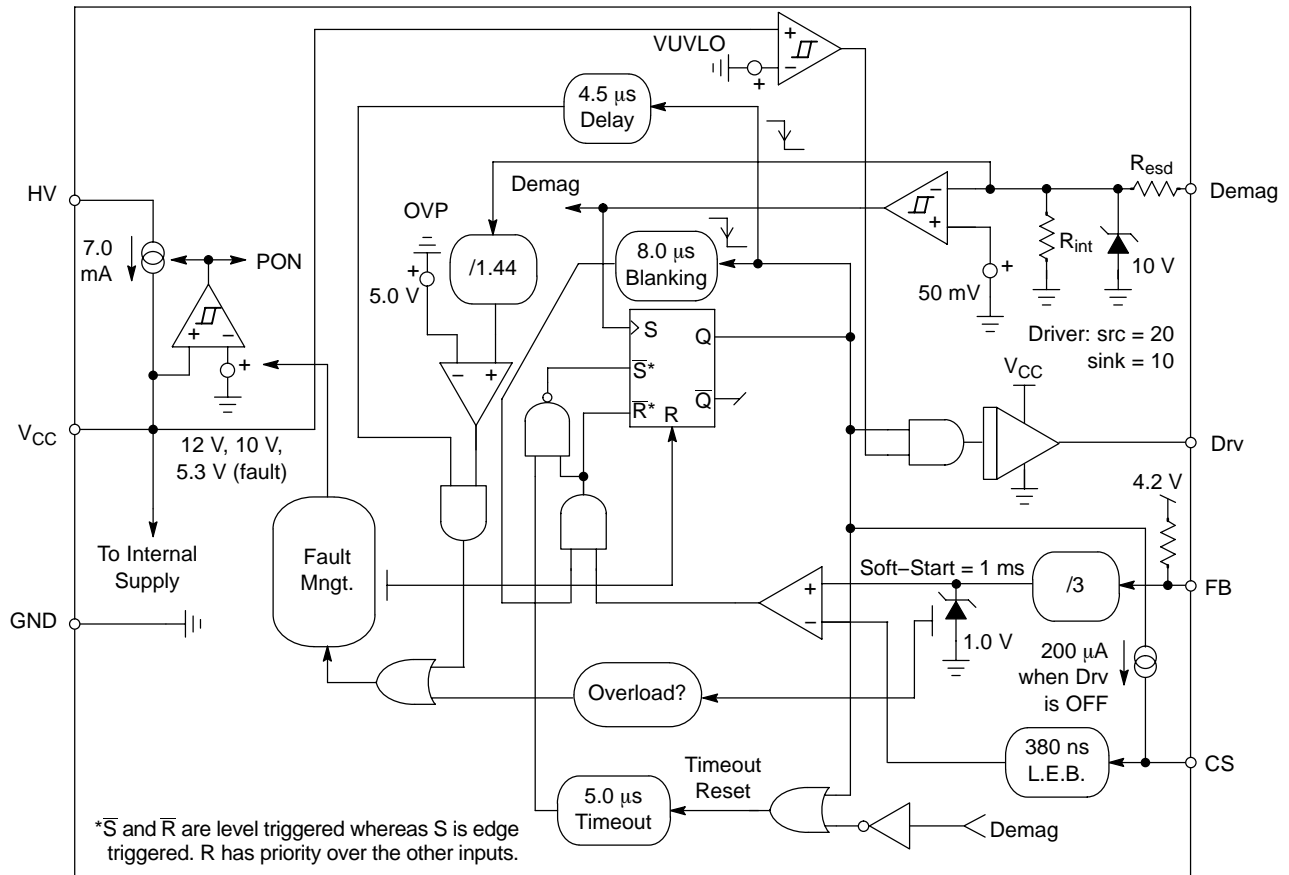 VUVLO
+
−
+
4.5 μs
Delay
Resd
HV
Demag
−
+
Demag
OVP
+
5.0 V
/1.44
8.0 μs
Blanking
Rint
10 V
7.0
mA
PON
+
50 mV
+
−
+
S
Q
S*
R*
R
Q
Driver: src = 20
sink = 10
−
+
VCC
VCC
12 V, 10 V,
5.3 V (fault)
Drv
4.2 V
To Internal
Supply
Fault
Mngt.
Soft−Start = 1 ms
+
−
/3
FB
GND
1.0 V
200 μA
when Drv
is OFF
Overload?
380 ns
L.E.B.
CS
Timeout
Reset
5.0 μs
Timeout
Demag
*S and R are level triggered whereas S is edge
triggered. R has priority over the other inputs.